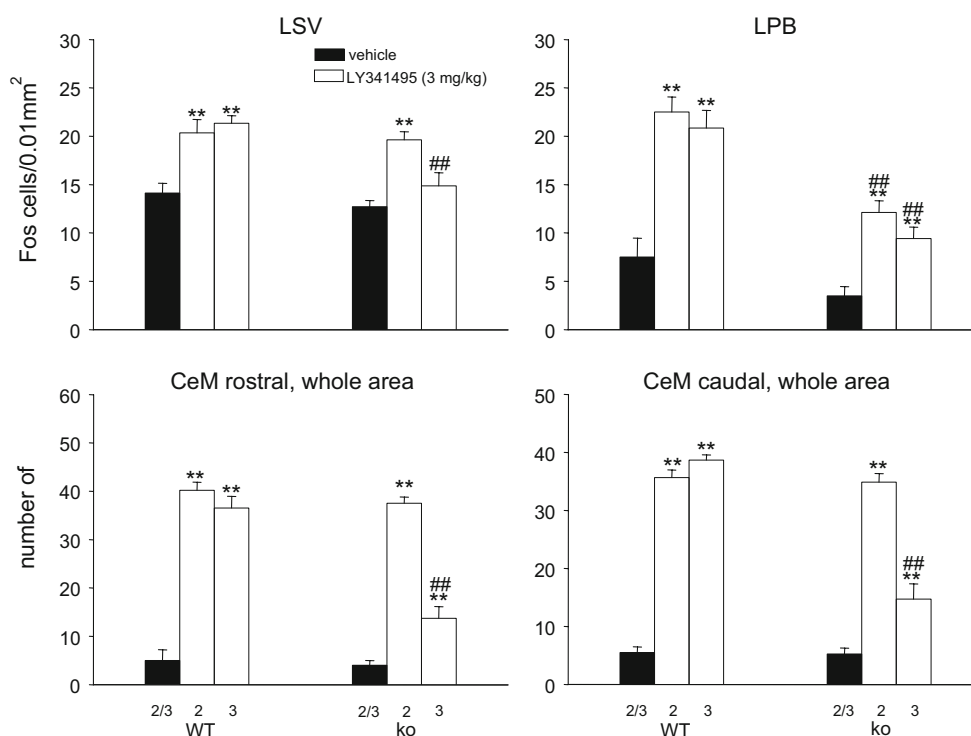 LSV
30
25
20
15
10
5
0
Fos cells/0.01mm²
vehicle
LY341495 (3 mg/kg)
** ** ** ##
LPB
30
25
20
15
10
5
0
** ** ## ** ## **
CeM rostral, whole area
60
50
40
30
20
10
0
number of
** ** ** ## **
2/3 2 3 2/3 2 3
WT ko
CeM caudal, whole area
50
40
30
20
10
0
** ** ** ## **
2/3 2 3 2/3 2 3
WT ko